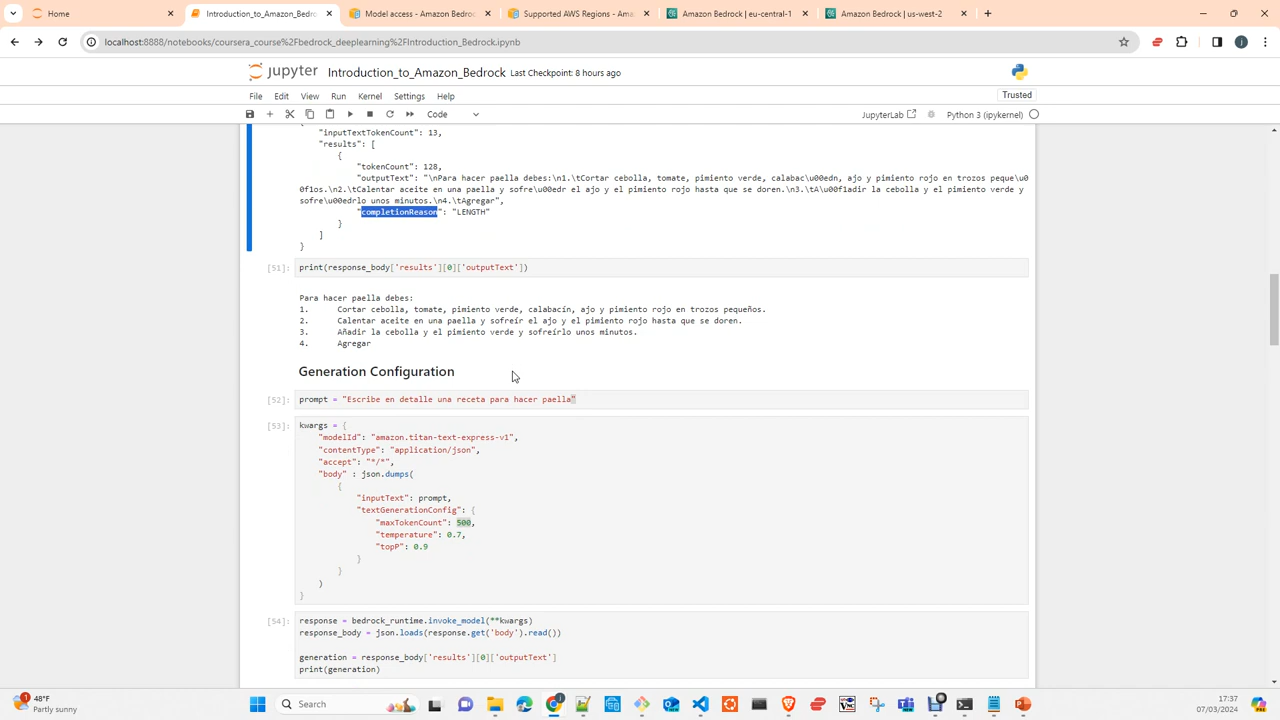 Home
Introduction_to_Amazon_Bedro
Model access - Amazon Bedroc
Supported AWS Regions - Amaz
Amazon Bedrock | eu-central-1
Amazon Bedrock | us-west-2
localhost:8888/notebooks/coursera_course%2Fbedrock_deeplearning%2FIntroduction_Bedrock.ipynb
jupyter Introduction_to_Amazon_Bedrock Last Checkpoint: 8 hours ago
File Edit View Run Kernel Settings Help
Trusted
Code
JupyterLab
Python 3 (ipykernel)
"inputTextTokenCount": 13,
"results": [
{
"tokenCount": 128,
"outputText": "\nPara hacer paella debes:\n1.\tCortar cebolla, tomate, pimiento verde, calabac\u00edn, ajo y pimiento rojo en trozos peque\u0
0f1os.\n2.\tCalentar aceite en una paella y sofre\u00edr el ajo y el pimiento rojo hasta que se doren.\n3.\tA\u00f1adir la cebolla y el pimiento verde y
sofre\u00edrlo unos minutos.\n4.\tAgregar",
"completionReason": "LENGTH"
}
]
}
[51]: print(response_body['results'][0]['outputText'])
Para hacer paella debes:
1. Cortar cebolla, tomate, pimiento verde, calabacín, ajo y pimiento rojo en trozos pequeños.
2. Calentar aceite en una paella y sofreír el ajo y el pimiento rojo hasta que se doren.
3. Añadir la cebolla y el pimiento verde y sofreírlo unos minutos.
4. Agregar
Generation Configuration
[52]: prompt = "Escribe en detalle una receta para hacer paella"
[53]: kwargs = {
"modelId": "amazon.titan-text-express-v1",
"contentType": "application/json",
"accept": "*/*",
"body" : json.dumps(
{
"inputText": prompt,
"textGenerationConfig": {
"maxTokenCount": 500,
"temperature": 0.7,
"topP": 0.9
}
}
)
}
[54]: response = bedrock_runtime.invoke_model(**kwargs)
response_body = json.loads(response.get('body').read())
generation = response_body['results'][0]['outputText']
print(generation)
48°F
Partly sunny
Search
17:37
07/03/2024